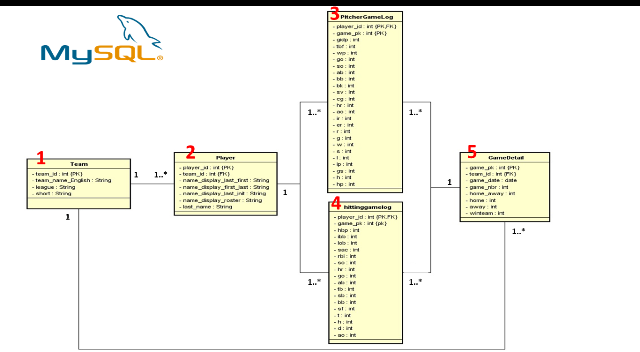 MySQL®
1
Team
- team_id : int {PK}
- team_name_English : String
- league : String
- short : String
1
1..*
1
2
Player
- player_id : int {PK}
- team_id : int {FK}
- name_display_last_first : String
- name_display_first_last : String
- name_display_last_init : String
- name_display_roster : String
- last_name : String
1
3
PitcherGameLog
- player_id : int {PK,FK}
- game_pk : int {PK}
- gidp : int
- tbf : int
- wp : int
- go : int
- so : int
- ab : int
- bb : int
- bk : int
- sv : int
- cg : int
- hr : int
- ao : int
- ir : int
- er : int
- r : int
- g : int
- w : int
- s : int
- l : int
- ip : int
- gs : int
- h : int
- hp : int
1..*
1..*
4
hittinggamelog
- player_id : int {PK,FK}
- game_pk : int {pk}
- hbp : int
- lob : int
- sac : int
- rbi : int
- so : int
- hr : int
- go : int
- ab : int
- tb : int
- sb : int
- bb : int
- sf : int
- t : int
- h : int
- d : int
- ao : int
1..*
1..*
1
5
GameDetail
- game_pk : int {PK}
- team_id : int {FK}
- game_date : date
- game_nbr : int
- home_away : int
- home : int
- away : int
- winteam : int
1..*